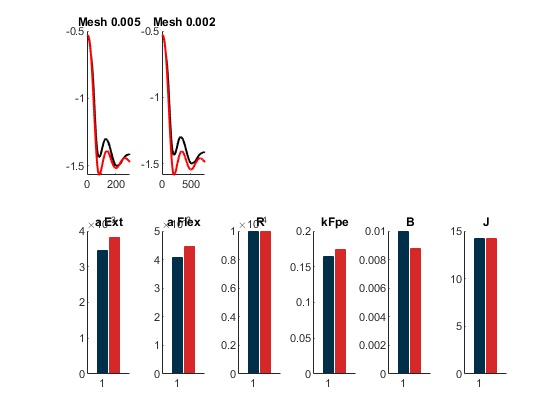 Mesh 0.005 Mesh 0.002
-0.5 -0.5
-1 -1
-1.5 -1.5
0 200 0 500
a Ext a Flex R kFpe B J
4 5 1 0.2 0.01 15
3 4 0.8 0.15 0.008 10
2 3 0.6 0.1 0.006 5
1 2 0.4 0.05 0.004 0
0 1 0.2 0 0.002
0 0 0
1 1 1 1 1 1